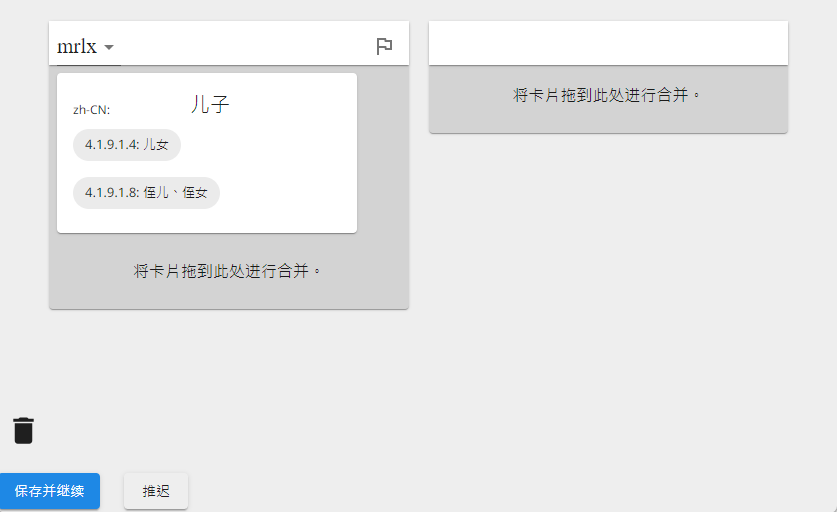 mrlx
zh-CN: 儿子
4.1.9.1.4: 儿女
4.1.9.1.8: 侄儿、侄女
将卡片拖到此处进行合并。
将卡片拖到此处进行合并。
保存并继续 推迟